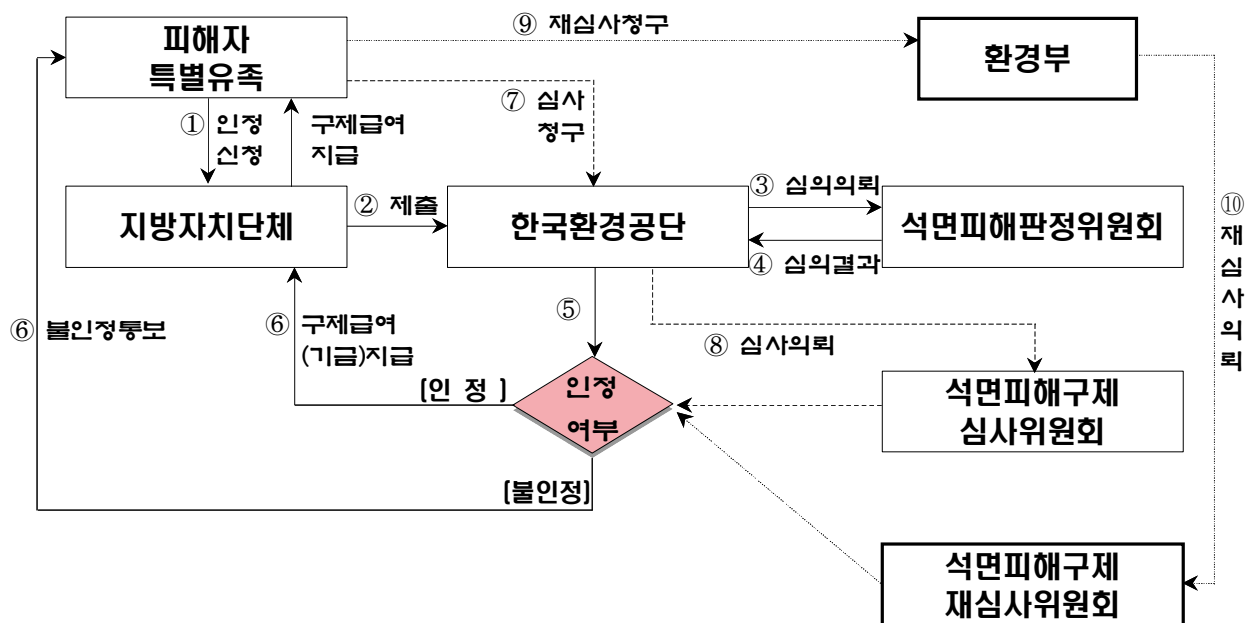 ⑨ 재심사청구
피해자
특별유족
환경부
⑦ 심사
청구
① 인정
신청
구제급여
지급
③ 심의의뢰
지방자치단체
② 제출
한국환경공단
석면피해판정위원회
④ 심의결과
⑩
재
심
사
의
뢰
⑤
⑥ 불인정통보
⑥ 구제급여
(기금)지급
⑧ 심사의뢰
[인 정 ]
인정
여부
석면피해구제
심사위원회
[불인정]
석면피해구제
재심사위원회